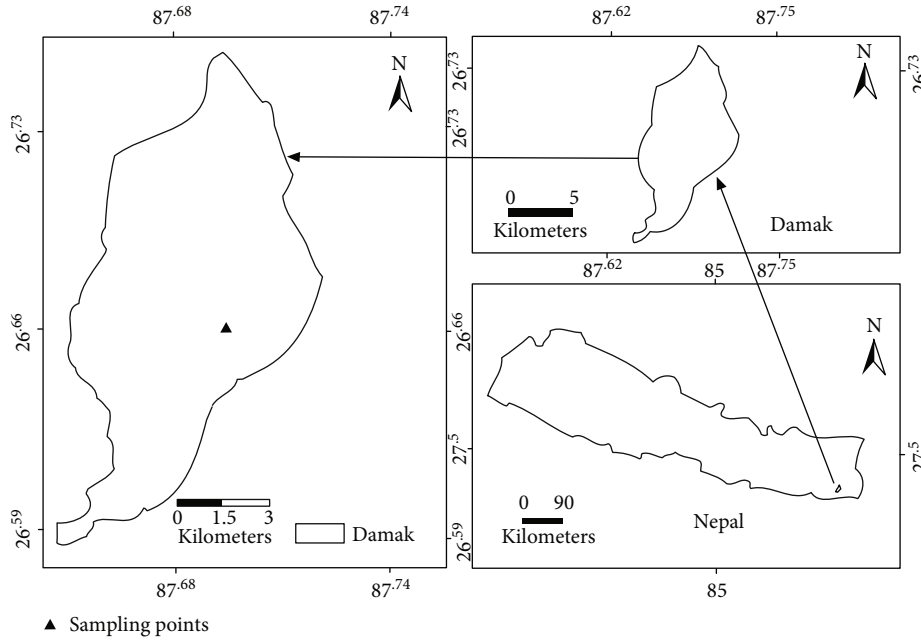 87.68 87.74
N
26.73
26.66
26.59
0 1.5 3
Kilometers
Damak
87.68 87.74
▲ Sampling points
87.62 87.75
26.73
26.73
N
0 5
Kilometers
Damak
26.73
87.62 85 87.75
26.66
27.5
26.59
N
0 90
Kilometers
Nepal
27.5
85